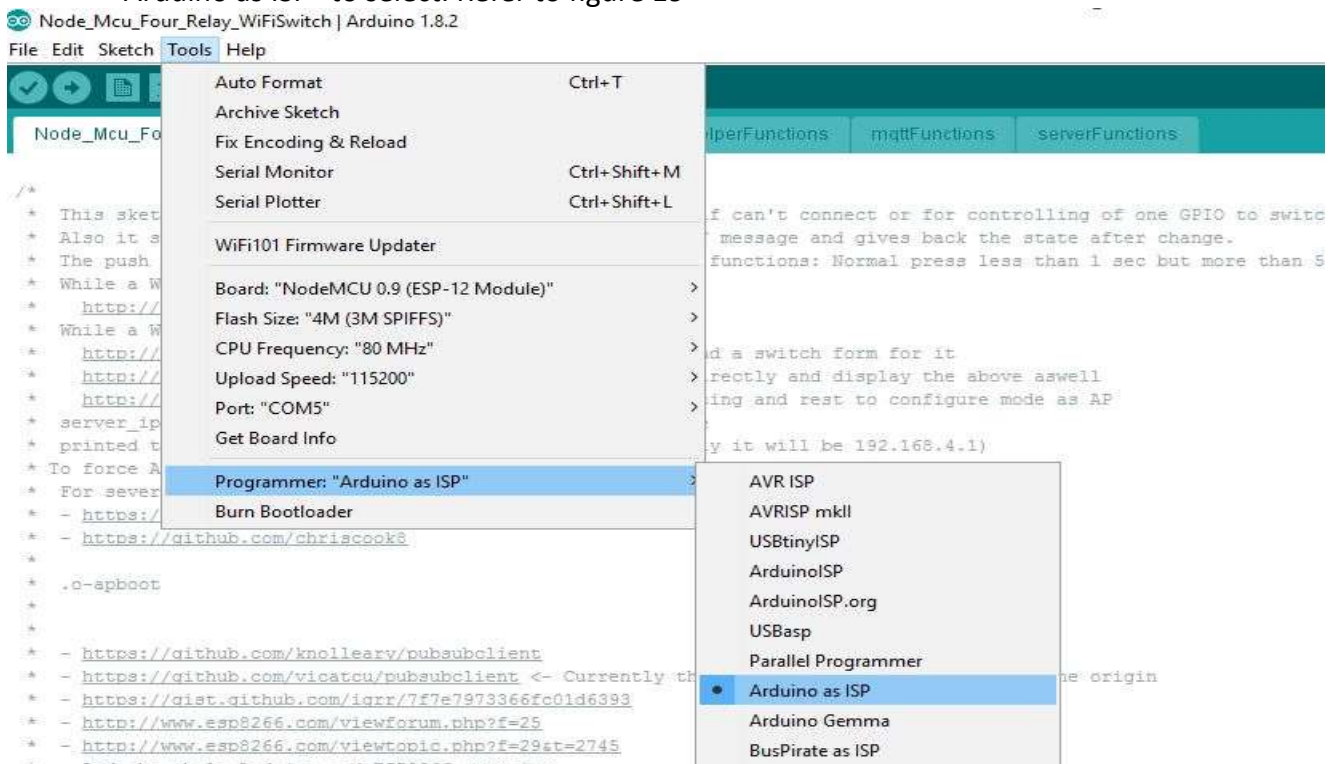 Arduino as ISP" to select. Refer to figure 23
Node_Mcu_Four_Relay_WiFiSwitch | Arduino 1.8.2
File Edit Sketch Tools Help
Node_Mcu_Fo
lperFunctions mqttFunctions serverFunctions
Auto Format Ctrl+T
Archive Sketch
Fix Encoding & Reload
Serial Monitor Ctrl+Shift+M
Serial Plotter Ctrl+Shift+L
WiFi101 Firmware Updater
Board: "NodeMCU 0.9 (ESP-12 Module)"
Flash Size: "4M (3M SPIFFS)"
CPU Frequency: "80 MHz"
Upload Speed: "115200"
Port: "COM5"
Get Board Info
Programmer: "Arduino as ISP"
Burn Bootloader
AVR ISP
AVRISP mkII
USBtinyISP
ArduinoISP
ArduinoISP.org
USBasp
Parallel Programmer
Arduino as ISP
Arduino Gemma
BusPirate as ISP
/*
* This sket f can't connect or for controlling of one GPIO to switc
* Also it s message and gives back the state after change.
* The push functions: Normal press less than 1 sec but more than 5
* While a W
* http://
* While a W
* http:// d a switch form for it
* http:// rectly and display the above aswell
* http:// ing and rest to configure mode as AP
* server_ip
* printed t y it will be 192.168.4.1)
* To force A
* For sever
* - https:/
* - https://github.com/chriscook8
*
* .o-apboot
*
*
* - https://github.com/knolleary/pubsubclient
* - https://github.com/vicatcu/pubsubclient <- Currently th e origin
* - https://gist.github.com/igrr/7f7e7973366fc01d6393
* - http://www.esp8266.com/viewforum.php?f=25
* - http://www.esp8266.com/viewtopic.php?f=29&t=2745